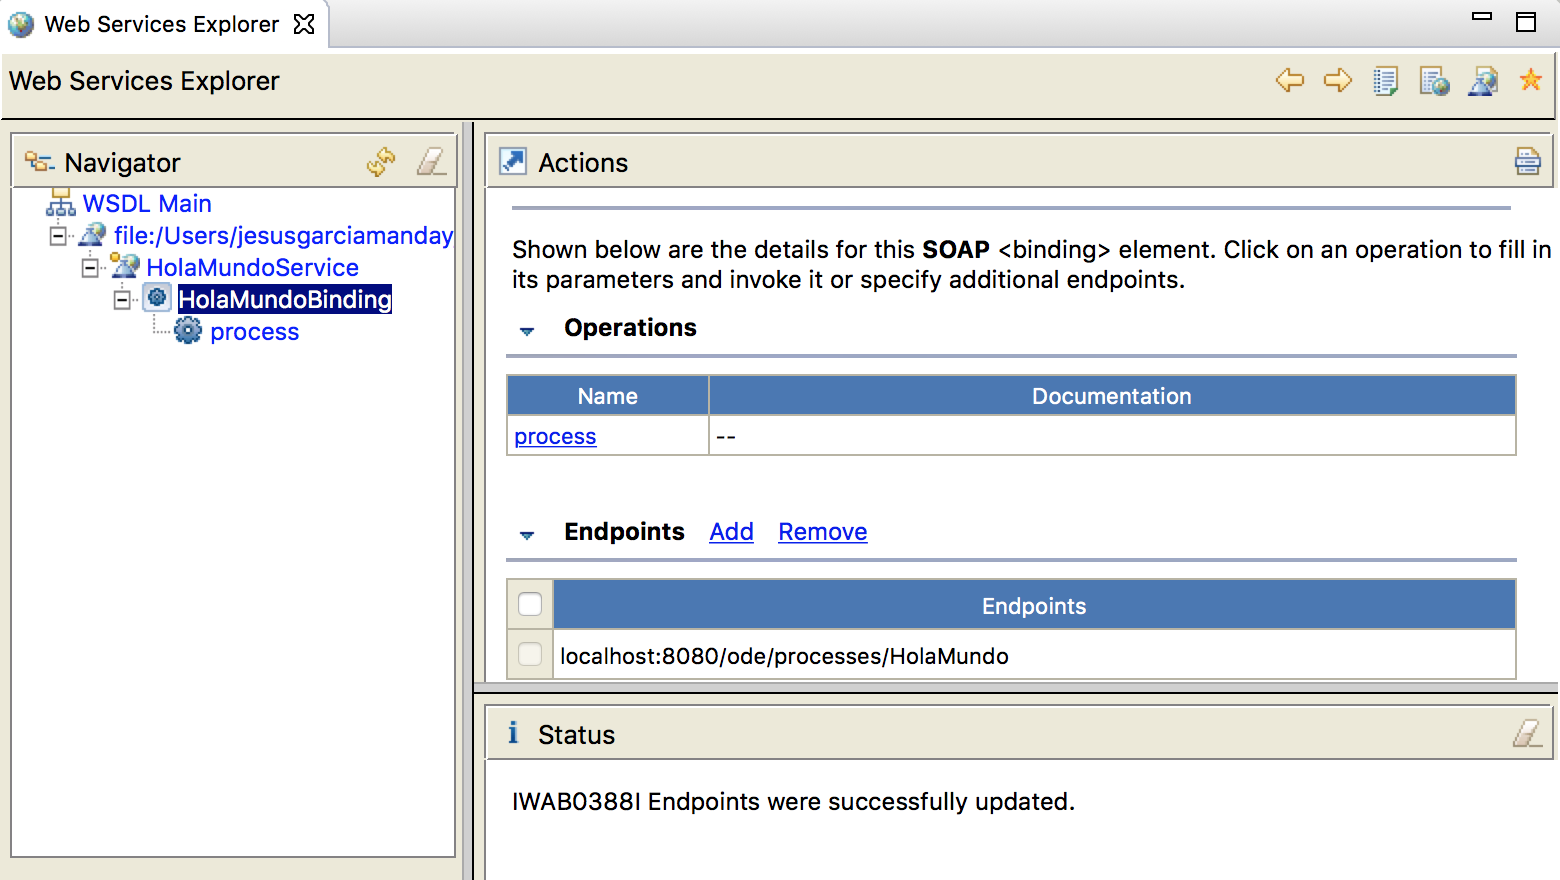 Web Services Explorer
Web Services Explorer
Navigator
WSDL Main
file:/Users/jesusgarciamanday
HolaMundoService
HolaMundoBinding
process
Actions
Shown below are the details for this SOAP <binding> element. Click on an operation to fill in
its parameters and invoke it or specify additional endpoints.
Operations
Name Documentation
process --
Endpoints Add Remove
Endpoints
localhost:8080/ode/processes/HolaMundo
Status
IWAB0388I Endpoints were successfully updated.